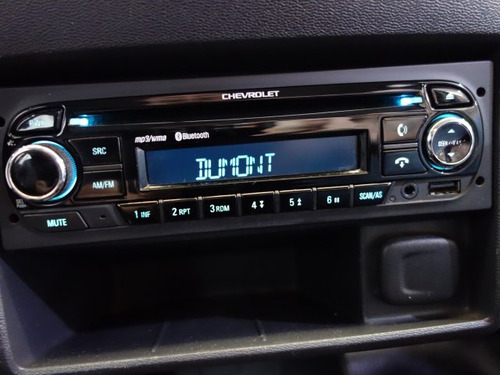 CHEVROLET
mp3/wma Bluetooth
SRC
DUMONT
AM/FM
MUTE
1 INF 2 RPT 3 RDM 4 5 6 SCAN/AS